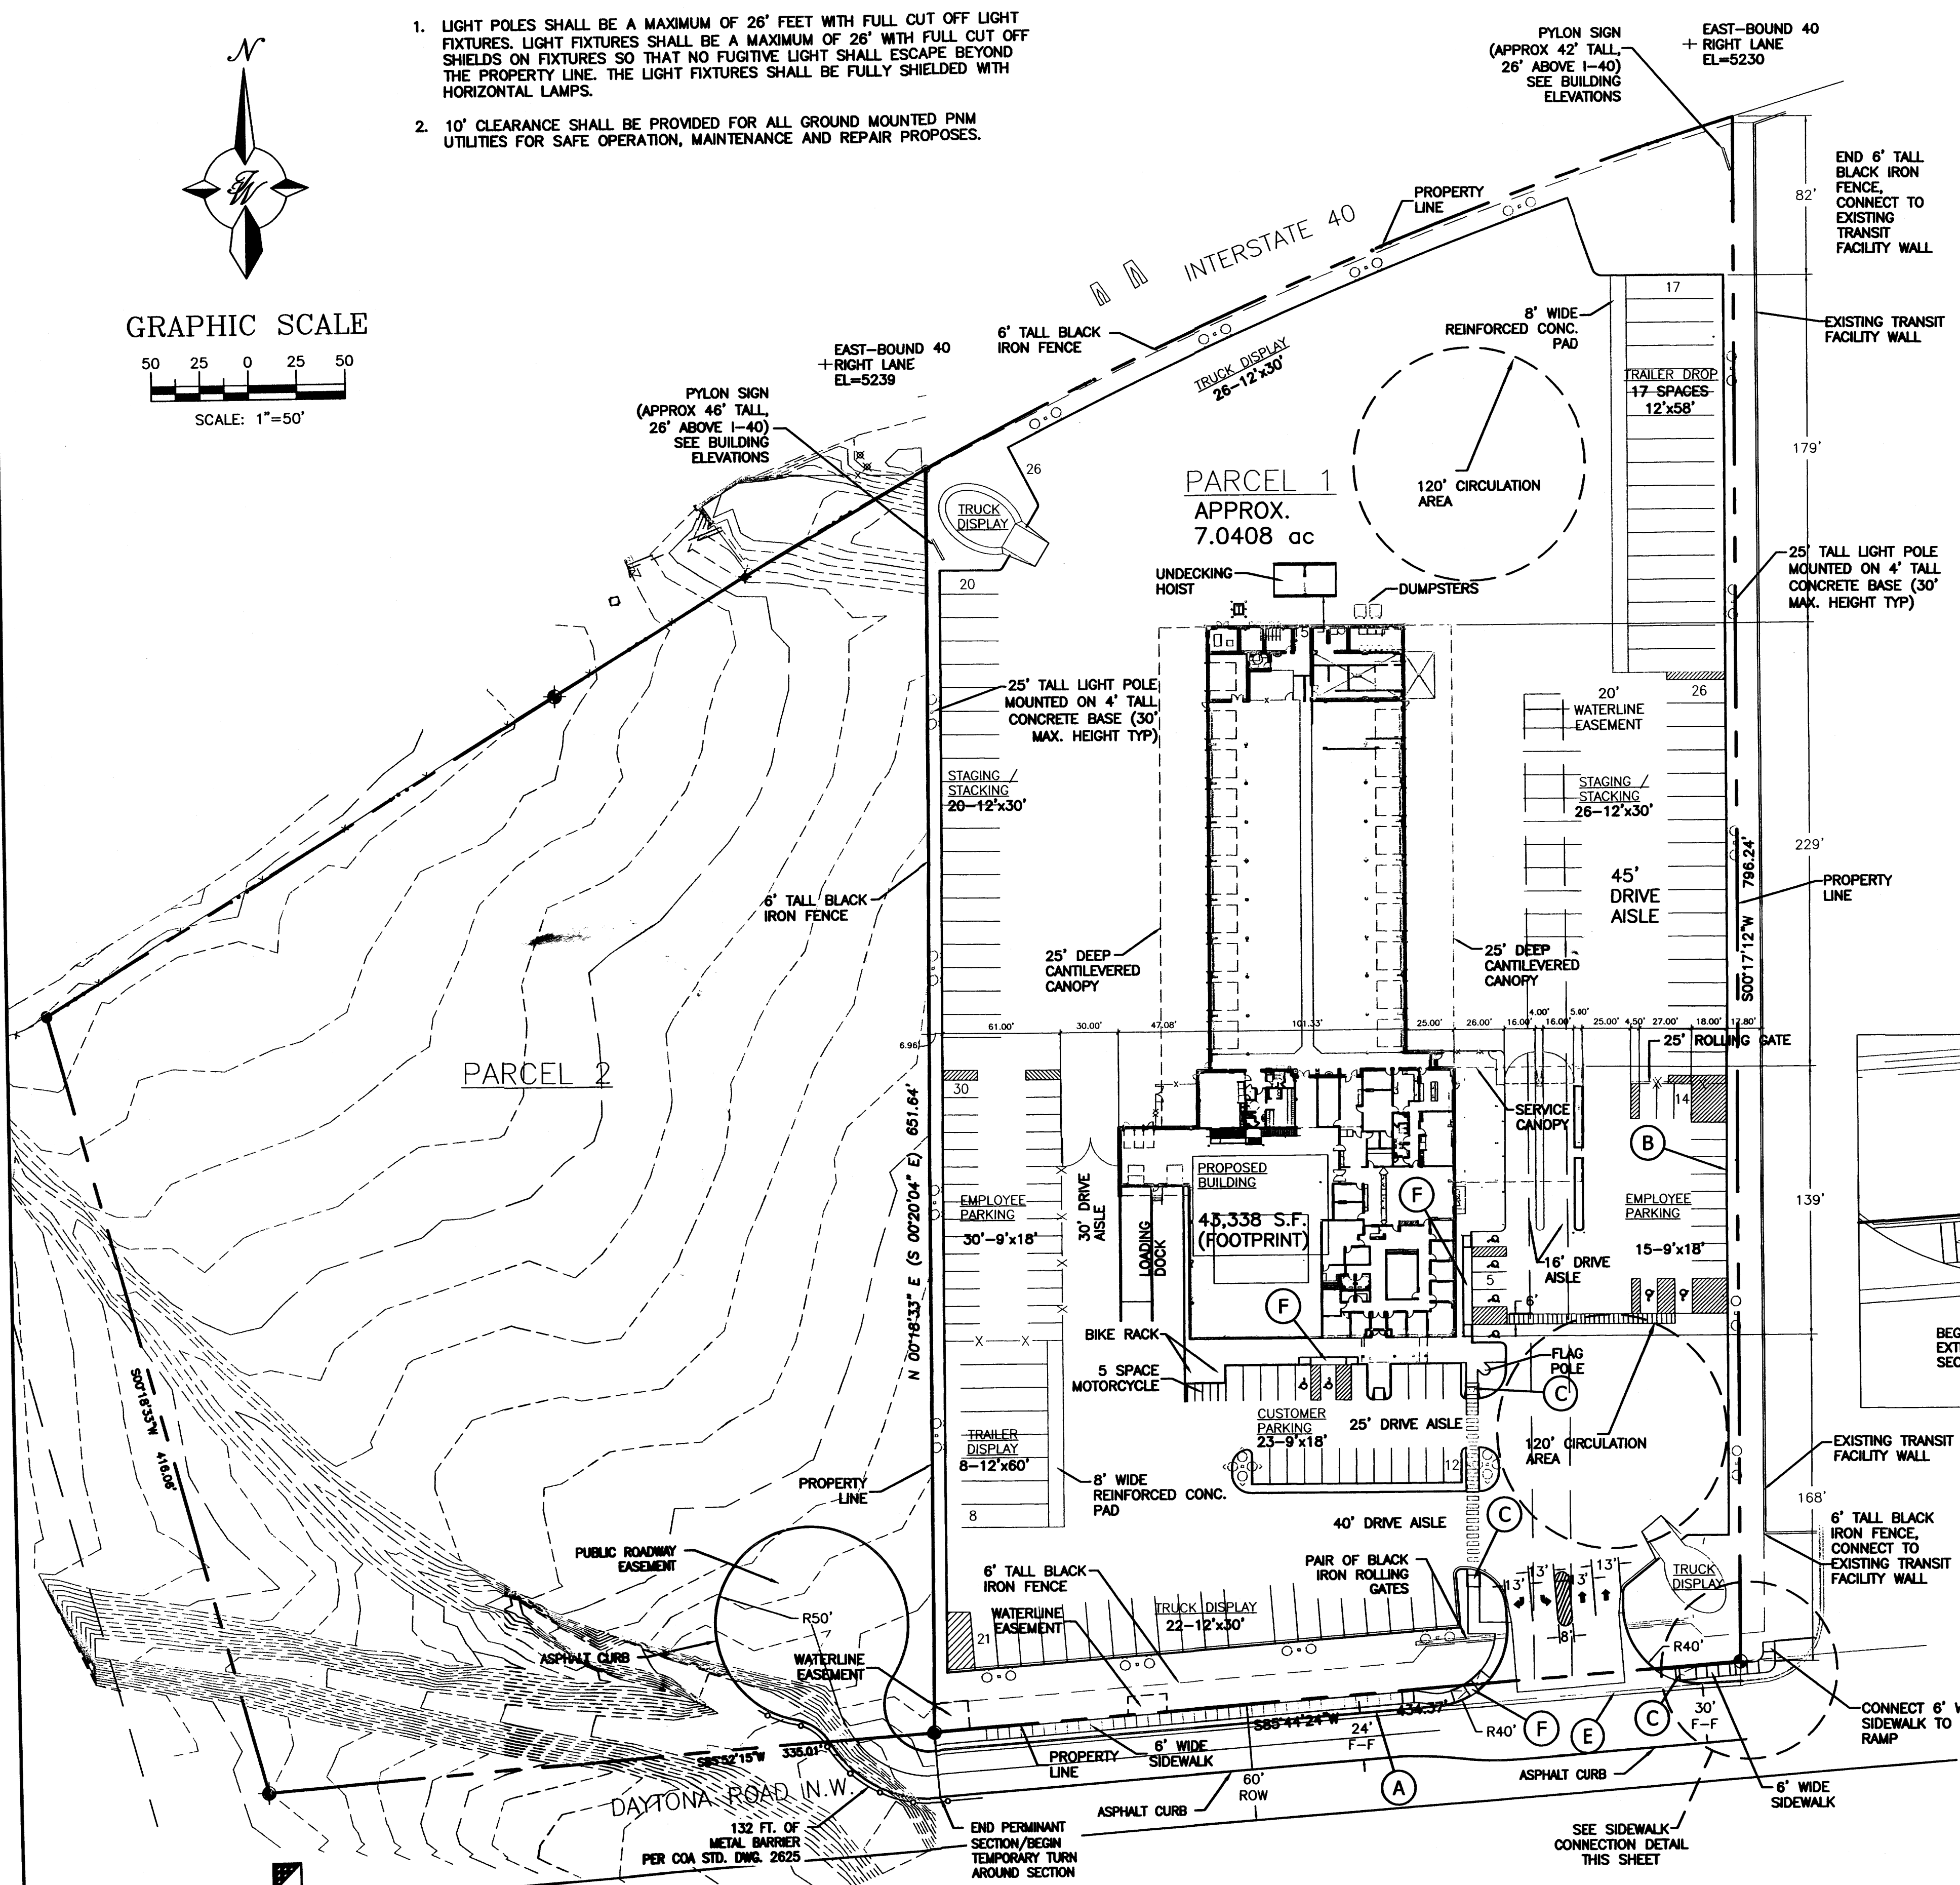 1. LIGHT POLES SHALL BE A MAXIMUM OF 26' FEET WITH FULL CUT OFF LIGHT
FIXTURES. LIGHT FIXTURES SHALL BE A MAXIMUM OF 26' WITH FULL CUT OFF
SHIELDS ON FIXTURES SO THAT NO FUGITIVE LIGHT SHALL ESCAPE BEYOND
THE PROPERTY LINE. THE LIGHT FIXTURES SHALL BE FULLY SHIELDED WITH
HORIZONTAL LAMPS.
2. 10' CLEARANCE SHALL BE PROVIDED FOR ALL GROUND MOUNTED PNM
UTILITIES FOR SAFE OPERATION, MAINTENANCE AND REPAIR PROPOSES.
N
GRAPHIC SCALE
50 25 0 25 50
SCALE: 1"=50'
PYLON SIGN
(APPROX 42' TALL,
26' ABOVE I-40)
SEE BUILDING
ELEVATIONS
EAST-BOUND 40
RIGHT LANE
EL=5230
END 6' TALL
BLACK IRON
FENCE,
CONNECT TO
EXISTING
TRANSIT
FACILITY WALL
82'
PROPERTY
LINE
INTERSTATE 40
EXISTING TRANSIT
FACILITY WALL
17
8' WIDE
REINFORCED CONC.
PAD
6' TALL BLACK
IRON FENCE
TRUCK DISPLAY
26-12'x30'
EAST-BOUND 40
RIGHT LANE
EL=5239
PYLON SIGN
(APPROX 46' TALL,
26' ABOVE I-40)
SEE BUILDING
ELEVATIONS
TRAILER DROP
17 SPACES
12'x58'
179'
26
PARCEL 1
APPROX.
7.0408 ac
120' CIRCULATION
AREA
TRUCK
DISPLAY
20
UNDECKING
HOIST
DUMPSTERS
25' TALL LIGHT POLE
MOUNTED ON 4' TALL
CONCRETE BASE (30'
MAX. HEIGHT TYP)
15
25' TALL LIGHT POLE
MOUNTED ON 4' TALL
CONCRETE BASE (30'
MAX. HEIGHT TYP)
20'
WATERLINE
EASEMENT
26
STAGING /
STACKING
20-12'x30'
STAGING /
STACKING
26-12'x30'
229'
6' TALL BLACK
IRON FENCE
45'
DRIVE
AISLE
S00°17'12"W 796.24'
PROPERTY
LINE
25' DEEP
CANTILEVERED
CANOPY
25' DEEP
CANTILEVERED
CANOPY
6.96'
61.00'
30.00'
47.08'
101.33'
25.00'
26.00'
16.00'
4.00'
16.00'
5.00'
25.00'
4.50'
27.00'
18.00'
17.80'
25' ROLLING GATE
PARCEL 2
30
14
SERVICE
CANOPY
B
N 00°18'33" E (S 00°20'04" E) 651.64'
PROPOSED
BUILDING
43,338 S.F.
(FOOTPRINT)
F
EMPLOYEE
PARKING
30'-9'x18'
30' DRIVE
AISLE
LOADING
DOCK
EMPLOYEE
PARKING
15-9'x18'
139'
16' DRIVE
AISLE
5
6'
F
BIKE RACK
5 SPACE
MOTORCYCLE
FLAG
POLE
C
CUSTOMER
PARKING
23-9'x18'
25' DRIVE AISLE
120' CIRCULATION
AREA
BEG
EXT
SEC
S00°18'33"W 416.06'
TRAILER
DISPLAY
8-12'x60'
12
EXISTING TRANSIT
FACILITY WALL
PROPERTY
LINE
8' WIDE
REINFORCED CONC.
PAD
8
40' DRIVE AISLE
C
168'
6' TALL BLACK
IRON FENCE,
CONNECT TO
EXISTING TRANSIT
FACILITY WALL
PUBLIC ROADWAY
EASEMENT
R50'
6' TALL BLACK
IRON FENCE
PAIR OF BLACK
IRON ROLLING
GATES
13' 13' 13' 13'
8'
TRUCK
DISPLAY
WATERLINE
EASEMENT
TRUCK DISPLAY
22-12'x30'
21
ASPHALT CURB
WATERLINE
EASEMENT
R40'
S85°52'15"W 335.01'
S85°44'24"W 434.37'
PROPERTY
LINE
6' WIDE
SIDEWALK
24'
F-F
R40'
F
E
C
30'
F-F
CONNECT 6' W
SIDEWALK TO
RAMP
DAYTONA ROAD N.W.
60'
ROW
A
ASPHALT CURB
ASPHALT CURB
6' WIDE
SIDEWALK
132 FT. OF
METAL BARRIER
PER COA STD. DWG. 2625
END PERMINANT
SECTION/BEGIN
TEMPORARY TURN
AROUND SECTION
SEE SIDEWALK
CONNECTION DETAIL
THIS SHEET